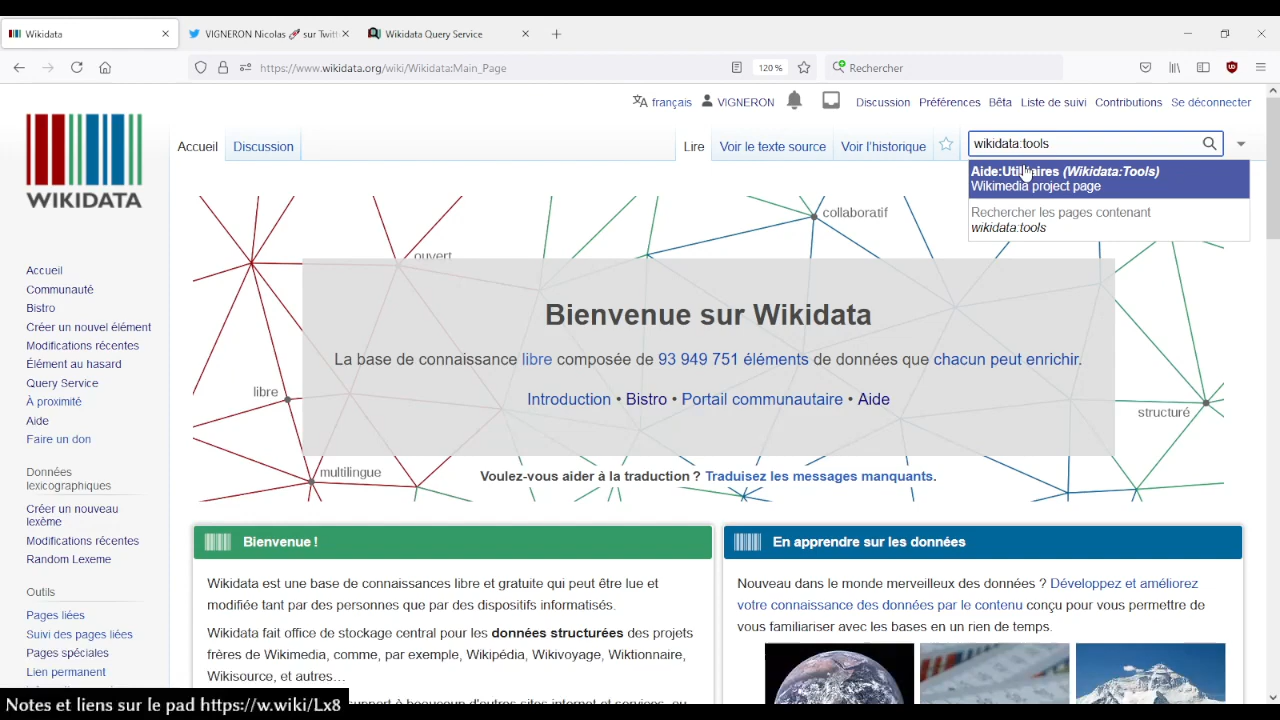 Wikidata
VIGNERON Nicolas 🚀 sur Twitt
Wikidata Query Service
https://www.wikidata.org/wiki/Wikidata:Main_Page
120 %
Rechercher
français
VIGNERON
Discussion
Préférences
Bêta
Liste de suivi
Contributions
Se déconnecter
WIKIDATA
Accueil
Discussion
Lire
Voir le texte source
Voir l'historique
wikidata:tools
Aide:Utilitaires (Wikidata:Tools)
Wikimedia project page
Rechercher les pages contenant
wikidata:tools
collaboratif
ouvert
libre
multilingue
structuré
Bienvenue sur Wikidata
La base de connaissance libre composée de 93 949 751 éléments de données que chacun peut enrichir.
Introduction • Bistro • Portail communautaire • Aide
Voulez-vous aider à la traduction ? Traduisez les messages manquants.
Accueil
Communauté
Bistro
Créer un nouvel élément
Modifications récentes
Élément au hasard
Query Service
À proximité
Aide
Faire un don
Données
lexicographiques
Créer un nouveau
lexème
Modifications récentes
Random Lexeme
Outils
Pages liées
Suivi des pages liées
Pages spéciales
Lien permanent
Bienvenue !
Wikidata est une base de connaissances libre et gratuite qui peut être lue et
modifiée tant par des personnes que par des dispositifs informatisés.
Wikidata fait office de stockage central pour les données structurées des projets
frères de Wikimedia, comme, par exemple, Wikipédia, Wikivoyage, Wiktionnaire,
Wikisource, et autres…
En apprendre sur les données
Nouveau dans le monde merveilleux des données ? Développez et améliorez
votre connaissance des données par le contenu conçu pour vous permettre de
vous familiariser avec les bases en un rien de temps.
Notes et liens sur le pad https://w.wiki/Lx8